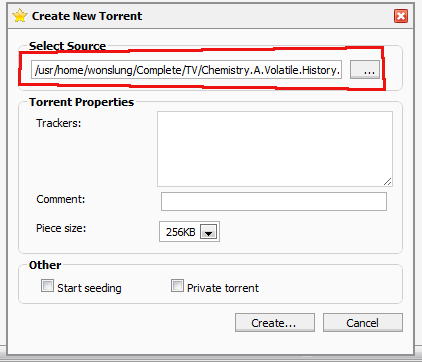 Create New Torrent
Select Source
/usr/home/wonslung/Complete/TV/Chemistry.A.Volatile.History. ...
Torrent Properties
Trackers:
Comment:
Piece size: 256KB
Other
Start seeding Private torrent
Create... Cancel